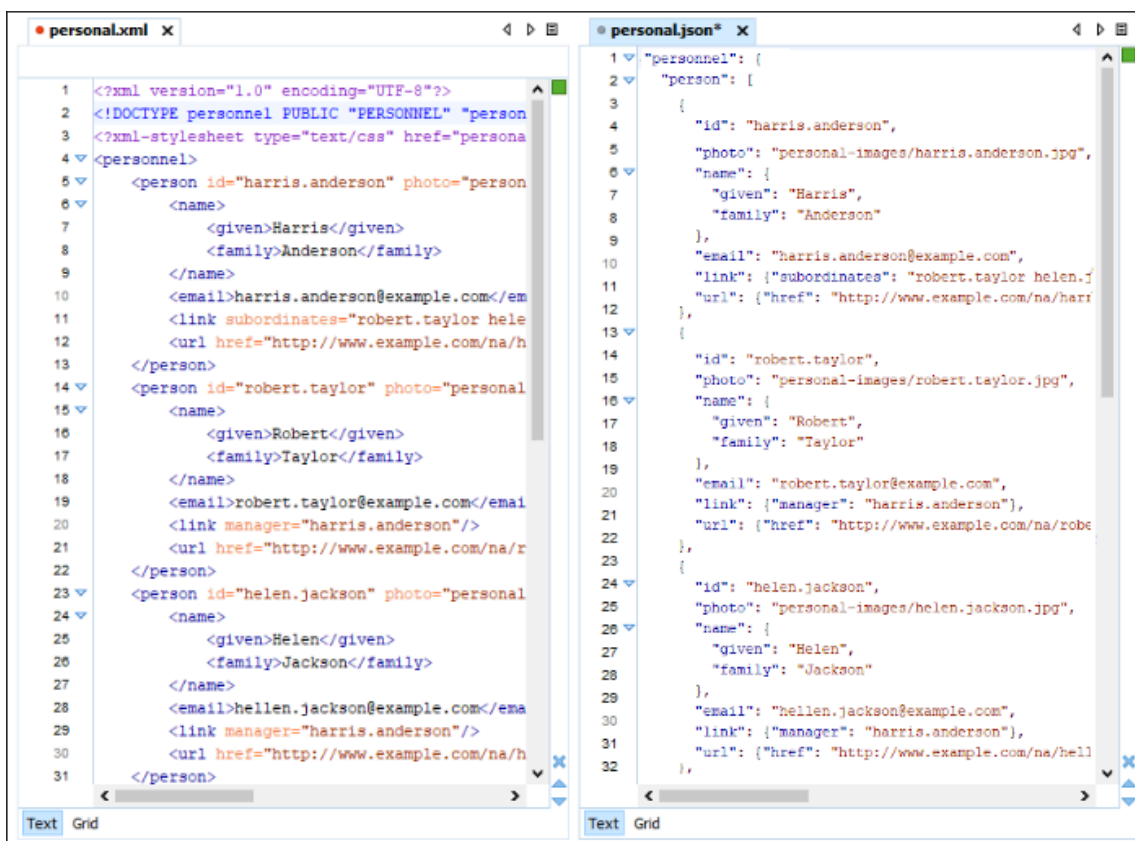 personal.xml
1 <?xml version="1.0" encoding="UTF-8"?>
2 <!DOCTYPE personnel PUBLIC "PERSONNEL" "person
3 <?xml-stylesheet type="text/css" href="persona
4 <personnel>
5 <person id="harris.anderson" photo="person
6 <name>
7 <given>Harris</given>
8 <family>Anderson</family>
9 </name>
10 <email>harris.anderson@example.com</em
11 <link subordinates="robert.taylor hele
12 <url href="http://www.example.com/na/h
13 </person>
14 <person id="robert.taylor" photo="personal
15 <name>
16 <given>Robert</given>
17 <family>Taylor</family>
18 </name>
19 <email>robert.taylor@example.com</emai
20 <link manager="harris.anderson"/>
21 <url href="http://www.example.com/na/r
22 </person>
23 <person id="helen.jackson" photo="personal
24 <name>
25 <given>Helen</given>
26 <family>Jackson</family>
27 </name>
28 <email>hellen.jackson@example.com</ema
29 <link manager="harris.anderson"/>
30 <url href="http://www.example.com/na/h
31 </person>
Text Grid
personal.json*
1 "personnel": {
2 "person": [
3 {
4 "id": "harris.anderson",
5 "photo": "personal-images/harris.anderson.jpg",
6 "name": {
7 "given": "Harris",
8 "family": "Anderson"
9 },
10 "email": "harris.anderson@example.com",
11 "link": {"subordinates": "robert.taylor helen.j
12 "url": {"href": "http://www.example.com/na/harr
},
13 {
14 "id": "robert.taylor",
15 "photo": "personal-images/robert.taylor.jpg",
16 "name": {
17 "given": "Robert",
18 "family": "Taylor"
19 },
20 "email": "robert.taylor@example.com",
21 "link": {"manager": "harris.anderson"},
"url": {"href": "http://www.example.com/na/robe
22 },
23 {
24 "id": "helen.jackson",
25 "photo": "personal-images/helen.jackson.jpg",
26 "name": {
27 "given": "Helen",
28 "family": "Jackson"
29 },
30 "email": "hellen.jackson@example.com",
31 "link": {"manager": "harris.anderson"},
"url": {"href": "http://www.example.com/na/hell
32 },
Text Grid